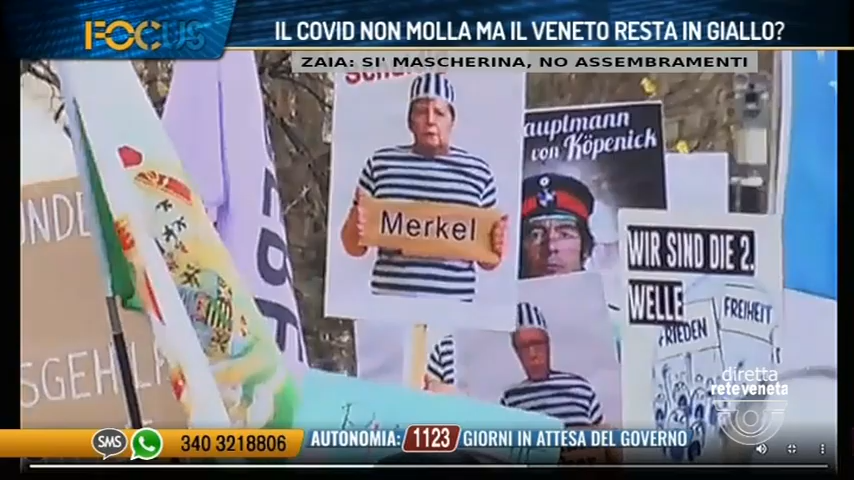 FOCUS
IL COVID NON MOLLA MA IL VENETO RESTA IN GIALLO?
ZAIA: SI' MASCHERINA, NO ASSEMBRAMENTI
Merkel
auptmann
von Köpenick
WIR SIND DIE 2.
WELLE
FRIEDEN
FREIHEIT
diretta
reteveneta
SMS 340 3218806
AUTONOMIA: 1123 GIORNI IN ATTESA DEL GOVERNO